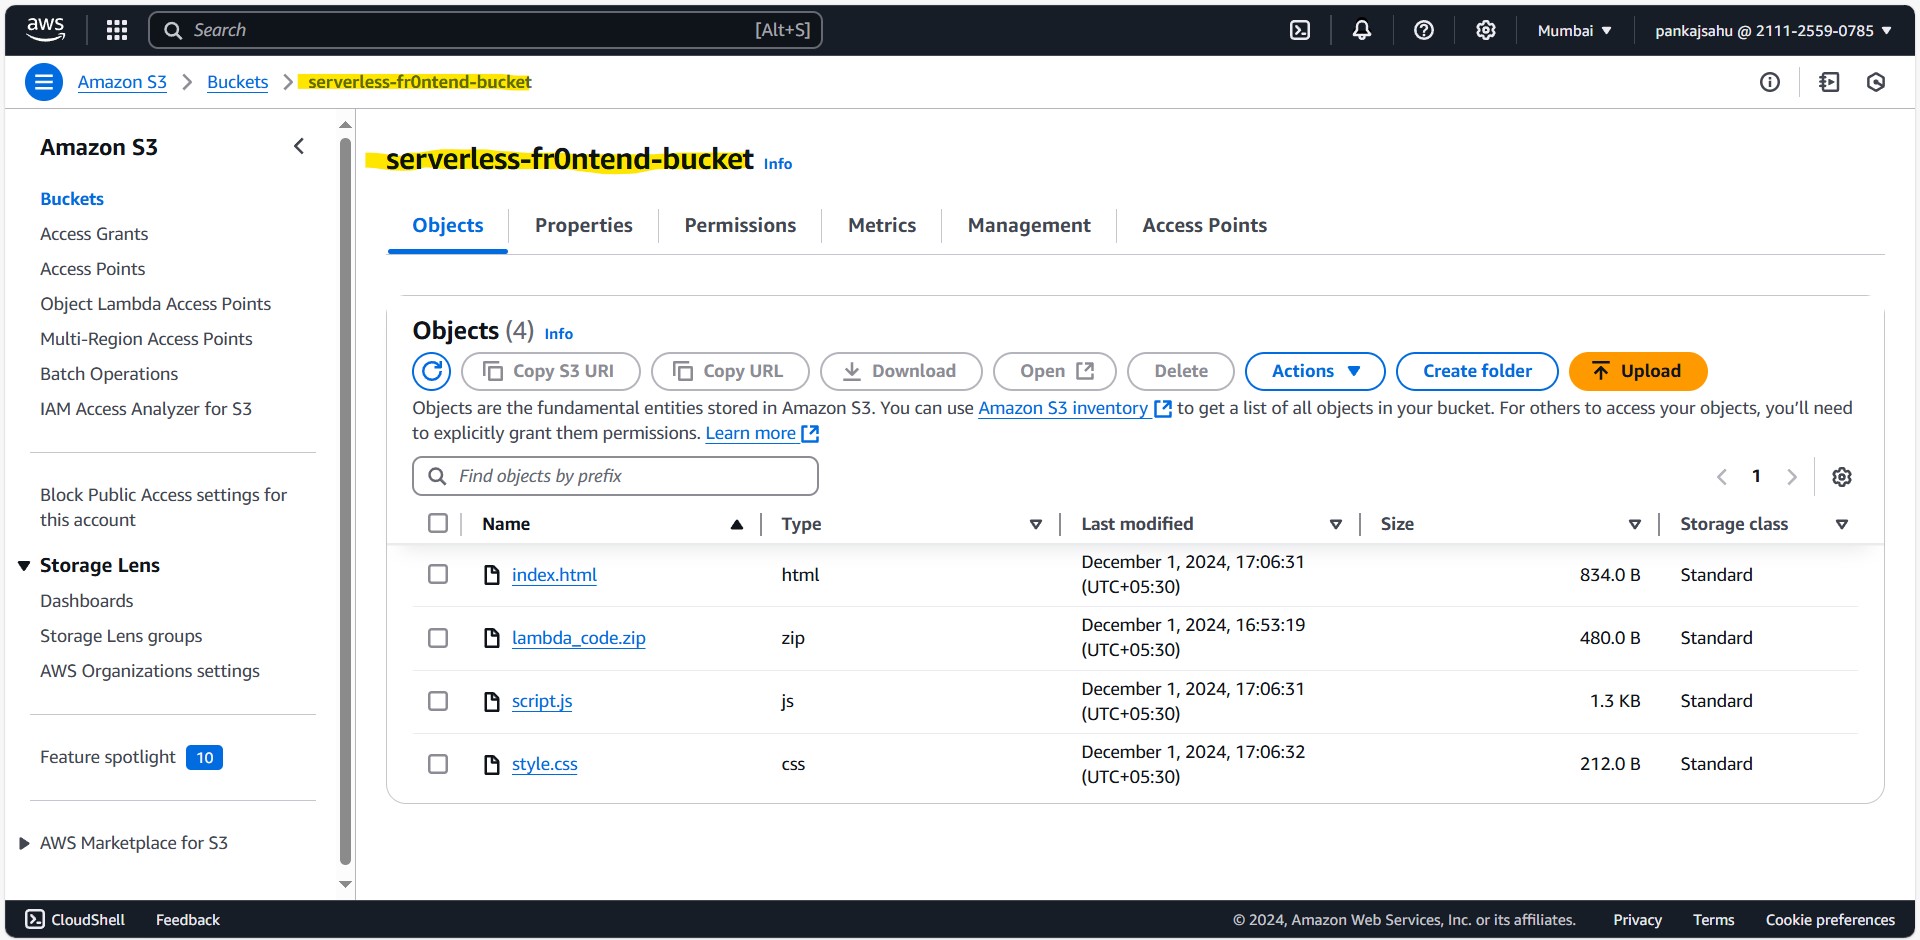 aws
Search [Alt+S]
Mumbai
pankajsahu @ 2111-2559-0785
Amazon S3 Buckets serverless-fr0ntend-bucket
Amazon S3
Buckets
Access Grants
Access Points
Object Lambda Access Points
Multi-Region Access Points
Batch Operations
IAM Access Analyzer for S3
Block Public Access settings for
this account
Storage Lens
Dashboards
Storage Lens groups
AWS Organizations settings
Feature spotlight 10
AWS Marketplace for S3
serverless-fr0ntend-bucket Info
Objects Properties Permissions Metrics Management Access Points
Objects (4) Info
Copy S3 URI Copy URL Download Open Delete Actions Create folder Upload
Objects are the fundamental entities stored in Amazon S3. You can use Amazon S3 inventory to get a list of all objects in your bucket. For others to access your objects, you’ll need
to explicitly grant them permissions. Learn more
Find objects by prefix
1
Name Type Last modified Size Storage class
index.html html December 1, 2024, 17:06:31 (UTC+05:30) 834.0 B Standard
lambda_code.zip zip December 1, 2024, 16:53:19 (UTC+05:30) 480.0 B Standard
script.js js December 1, 2024, 17:06:31 (UTC+05:30) 1.3 KB Standard
style.css css December 1, 2024, 17:06:32 (UTC+05:30) 212.0 B Standard
CloudShell Feedback © 2024, Amazon Web Services, Inc. or its affiliates. Privacy Terms Cookie preferences